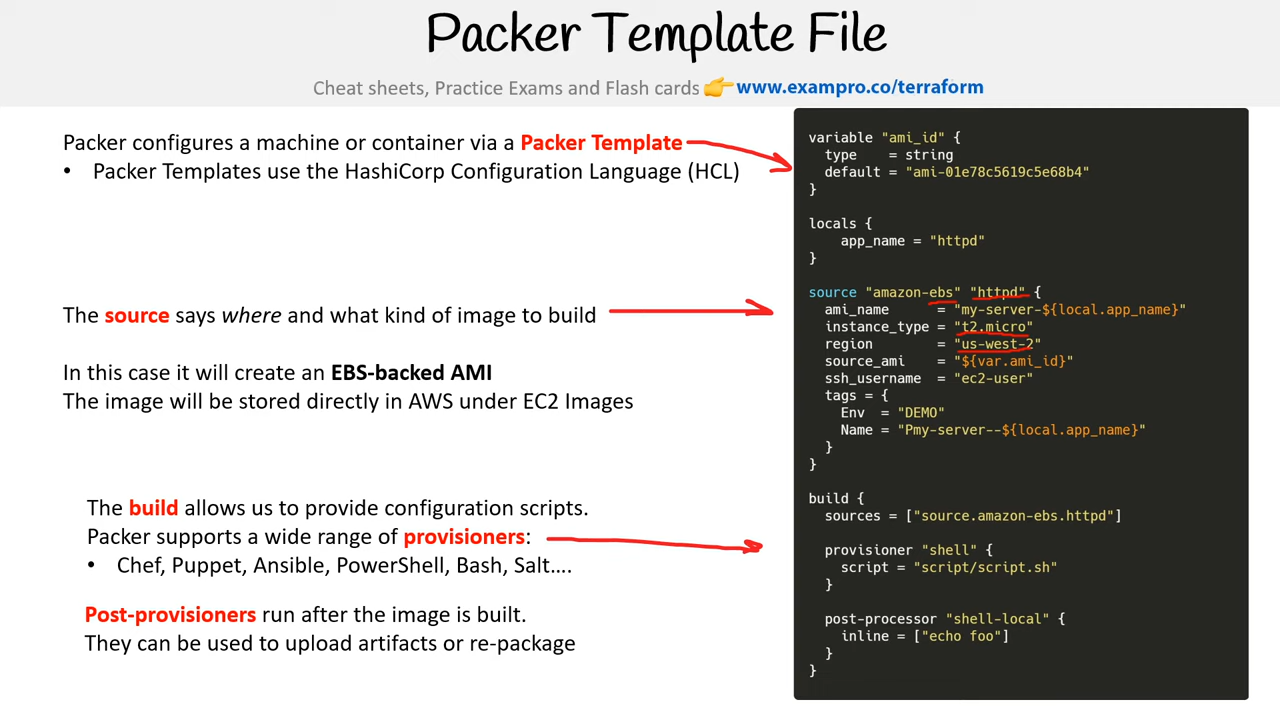 Packer Template File
Cheat sheets, Practice Exams and Flash cards 👉 www.exampro.co/terraform
Packer configures a machine or container via a Packer Template
• Packer Templates use the HashiCorp Configuration Language (HCL)
The source says where and what kind of image to build
In this case it will create an EBS-backed AMI
The image will be stored directly in AWS under EC2 Images
The build allows us to provide configuration scripts.
Packer supports a wide range of provisioners:
• Chef, Puppet, Ansible, PowerShell, Bash, Salt....
Post-provisioners run after the image is built.
They can be used to upload artifacts or re-package
variable "ami_id" {
  type    = string
  default = "ami-01e78c5619c5e68b4"
}
locals {
    app_name = "httpd"
}
source "amazon-ebs" "httpd" {
  ami_name      = "my-server-${local.app_name}"
  instance_type = "t2.micro"
  region        = "us-west-2"
  source_ami    = "${var.ami_id}"
  ssh_username  = "ec2-user"
  tags = {
    Env  = "DEMO"
    Name = "Pmy-server--${local.app_name}"
  }
}
build {
  sources = ["source.amazon-ebs.httpd"]
  provisioner "shell" {
    script = "script/script.sh"
  }
  post-processor "shell-local" {
    inline = ["echo foo"]
  }
}